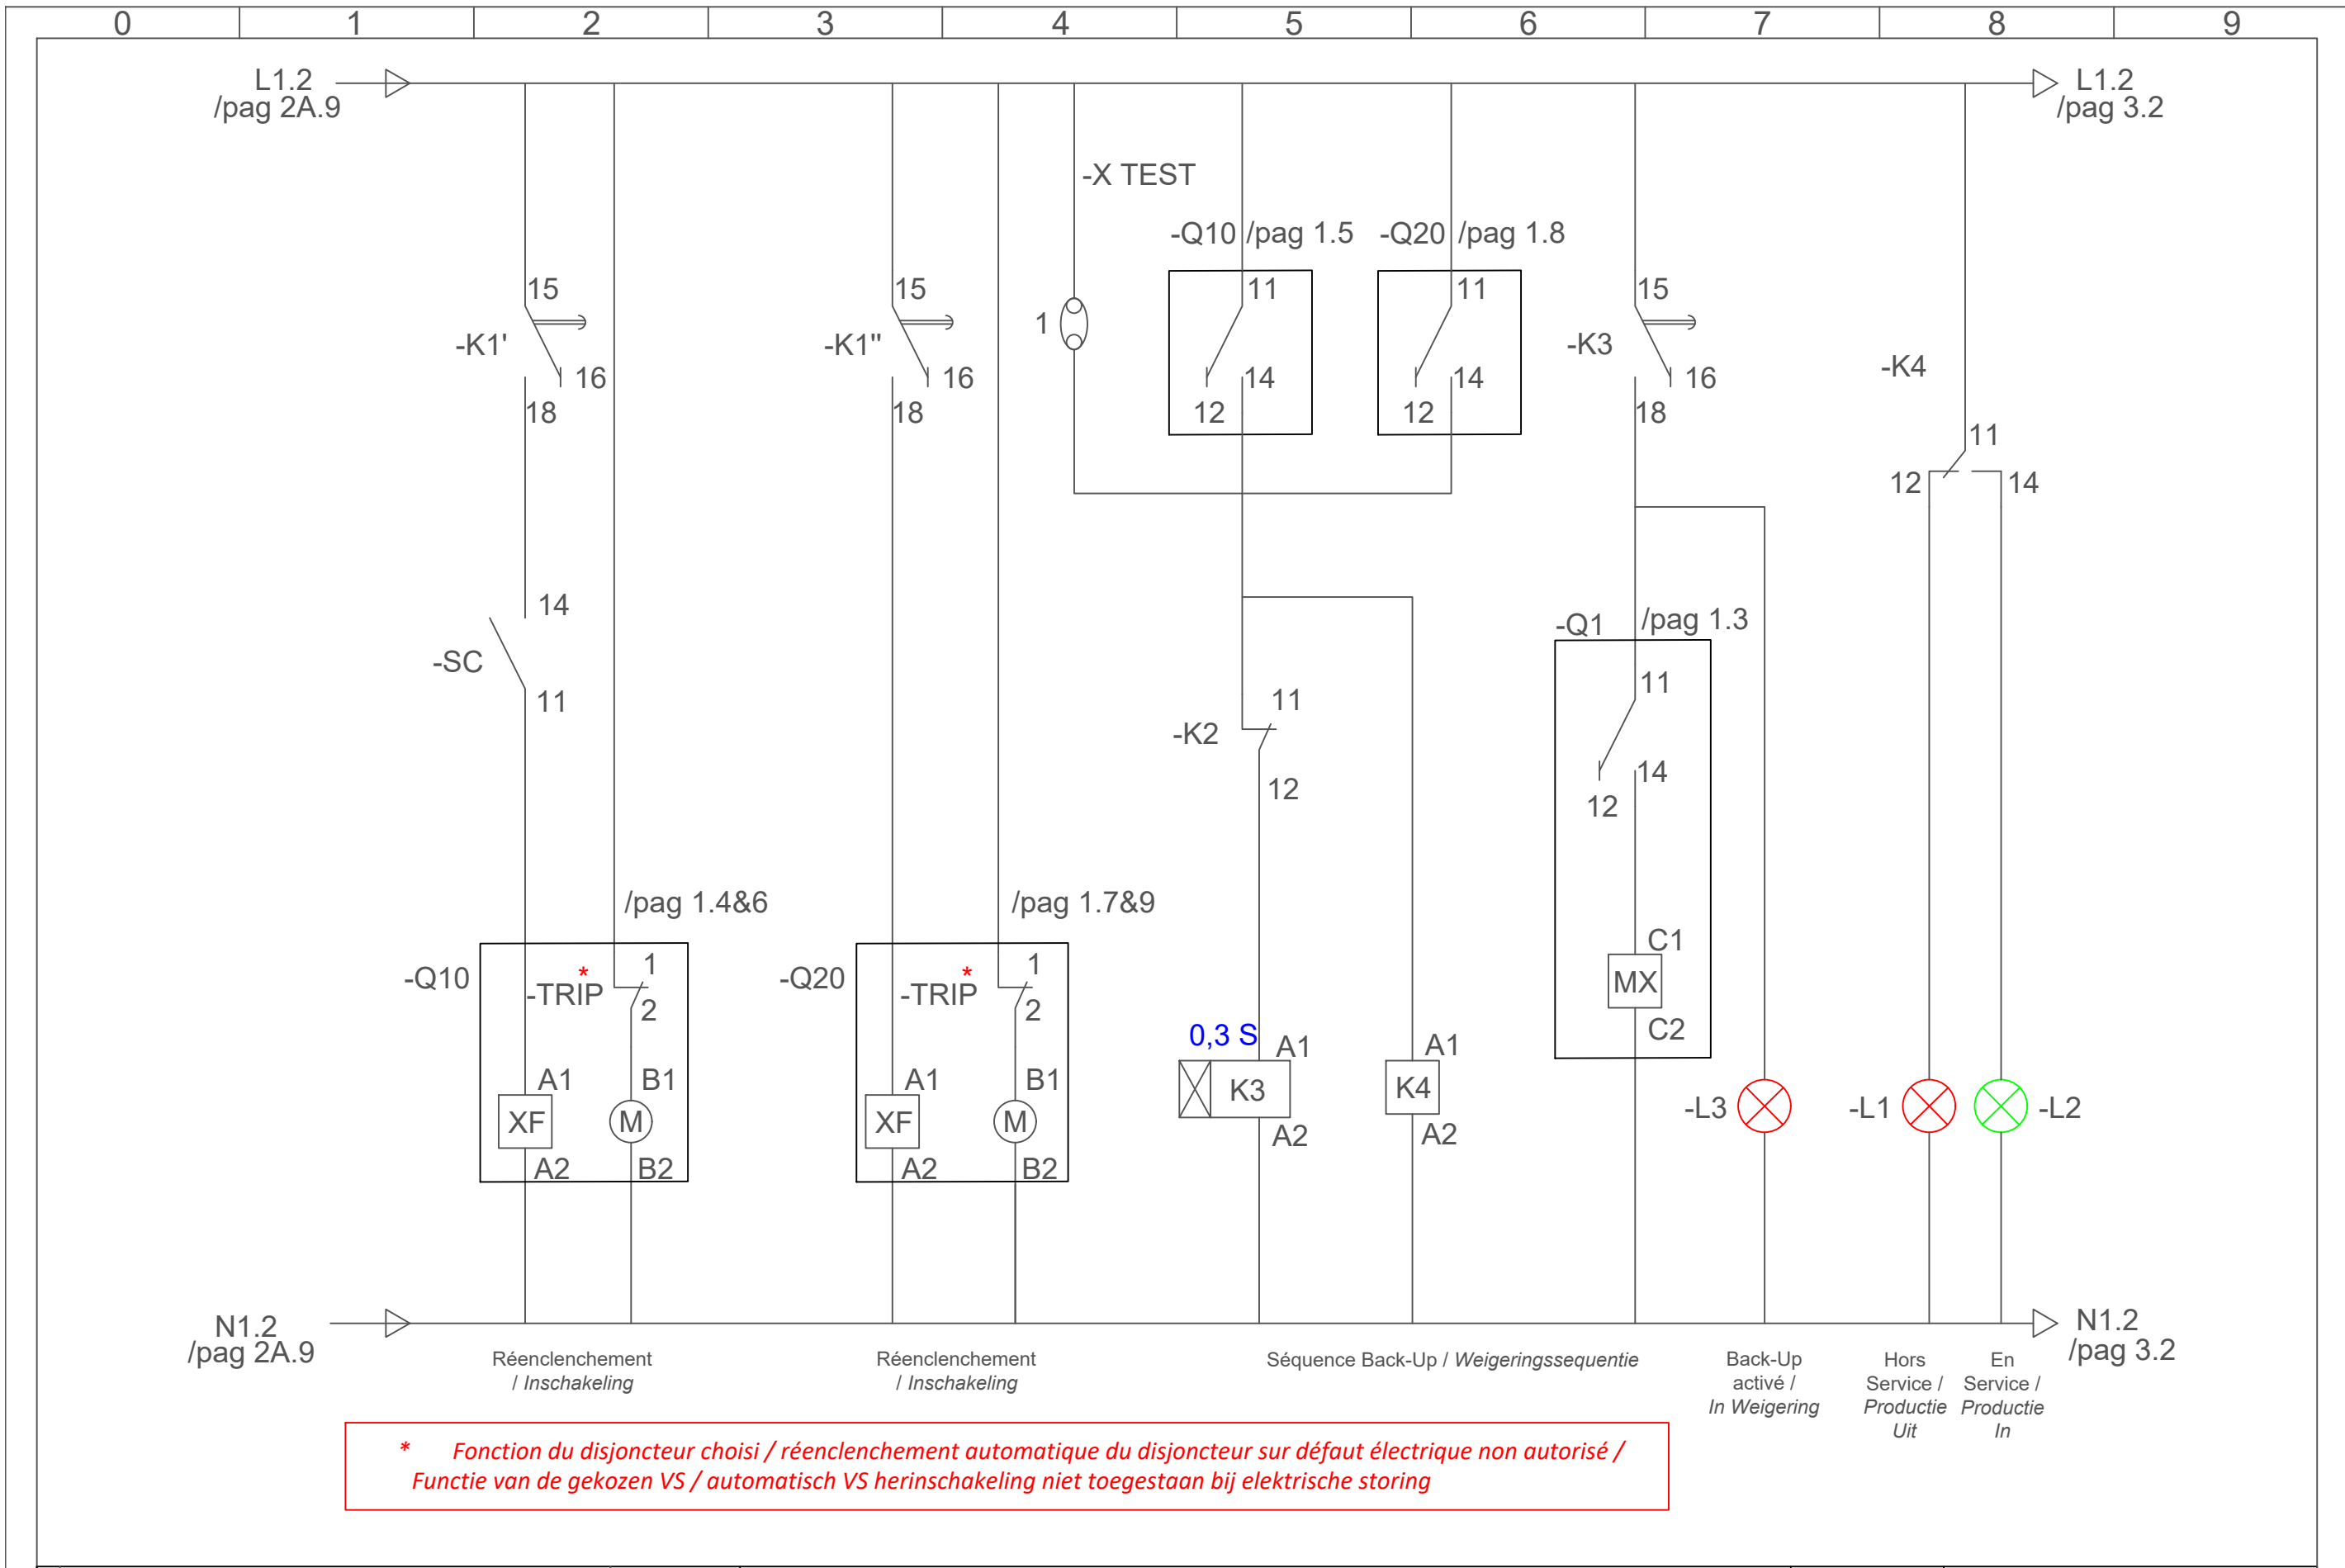 0 1 2 3 4 5 6 7 8 9
L1.2
/pag 2A.9
L1.2
/pag 3.2
-X TEST
-Q10 /pag 1.5
-Q20 /pag 1.8
15
-K1'
16
18
15
-K1"
16
18
1
11
14
12
11
14
12
15
-K3
16
18
-K4
11
12
14
14
-SC
11
-K2
11
12
-Q1 /pag 1.3
11
14
12
C1
MX
C2
/pag 1.4&6
-Q10
*
-TRIP
1
2
A1
XF
A2
B1
M
B2
/pag 1.7&9
-Q20
*
-TRIP
1
2
A1
XF
A2
B1
M
B2
0,3 S
A1
K3
A2
A1
K4
A2
-L3
-L1
-L2
N1.2
/pag 2A.9
N1.2
/pag 3.2
Réenclenchement
/ Inschakeling
Réenclenchement
/ Inschakeling
Séquence Back-Up / Weigeringssequentie
Back-Up
activé /
In Weigering
Hors
Service /
Productie
Uit
En
Service /
Productie
In
* Fonction du disjoncteur choisi / réenclenchement automatique du disjoncteur sur défaut électrique non autorisé /
Functie van de gekozen VS / automatisch VS herinschakeling niet toegestaan bij elektrische storing